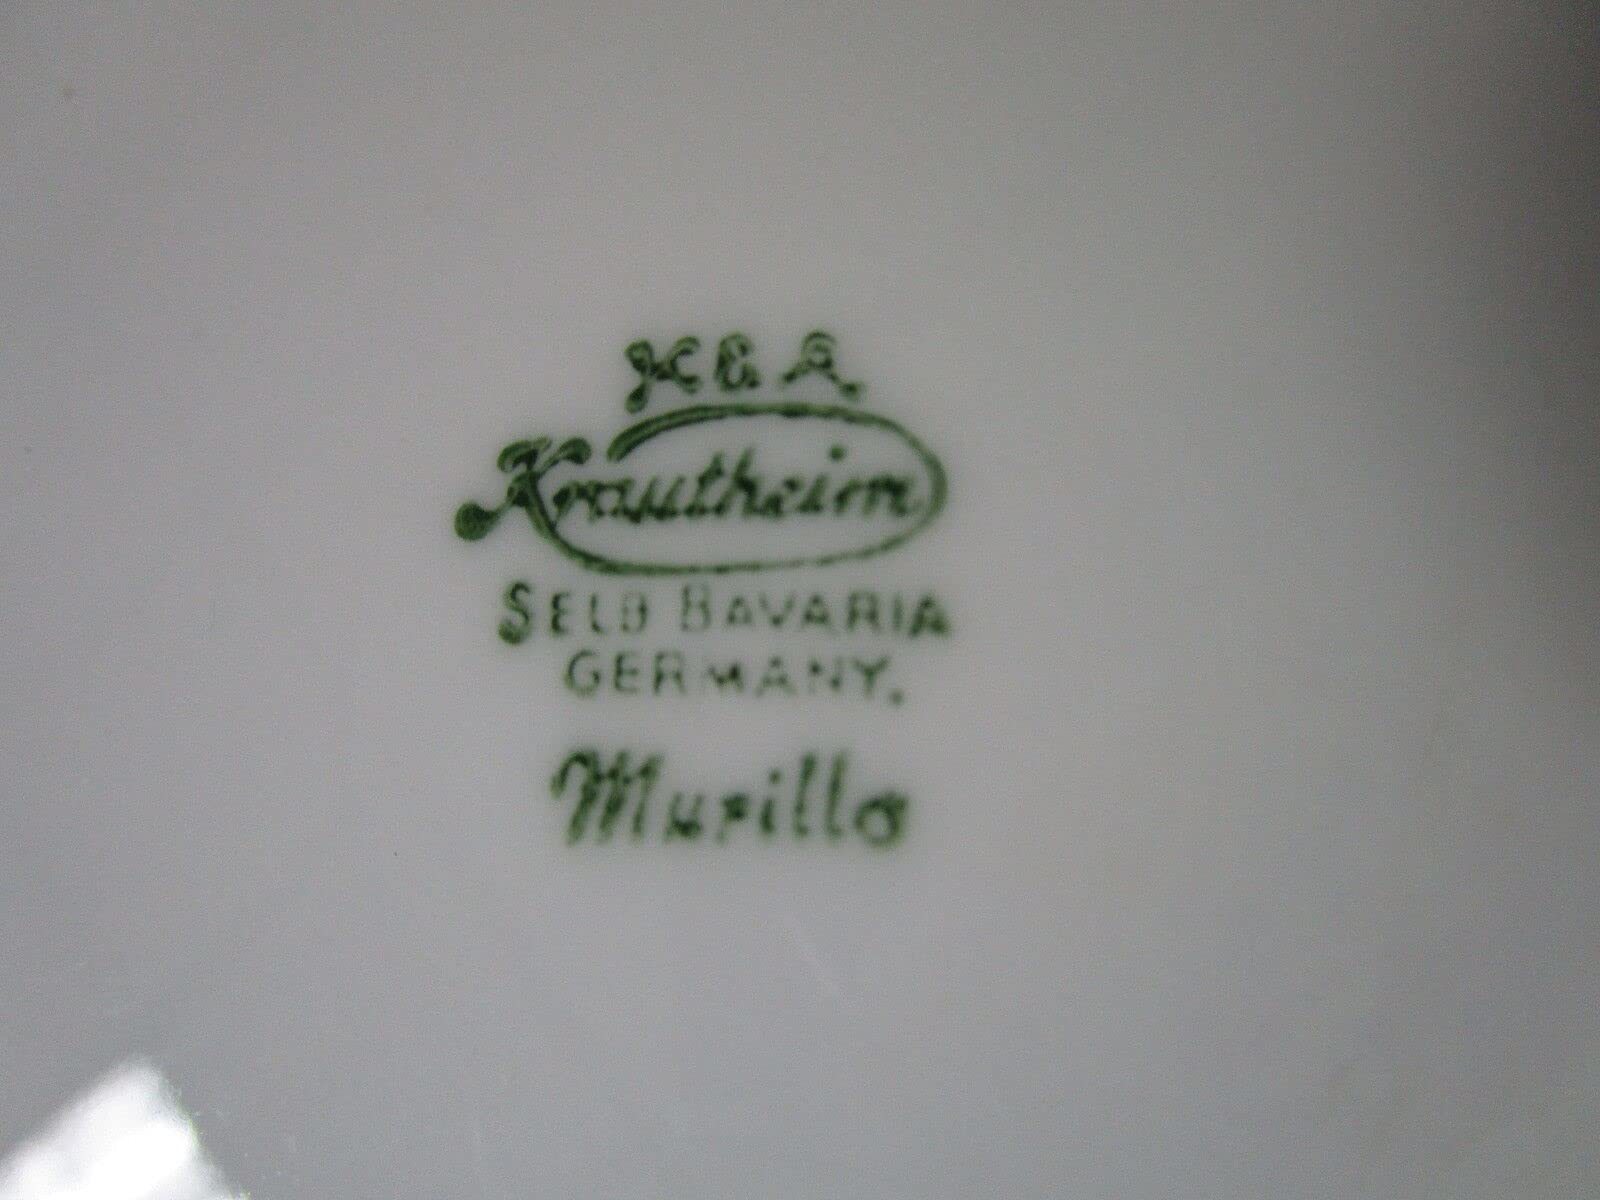 K & A
Krautheim
SELB BAVARIA
GERMANY.
Murillo